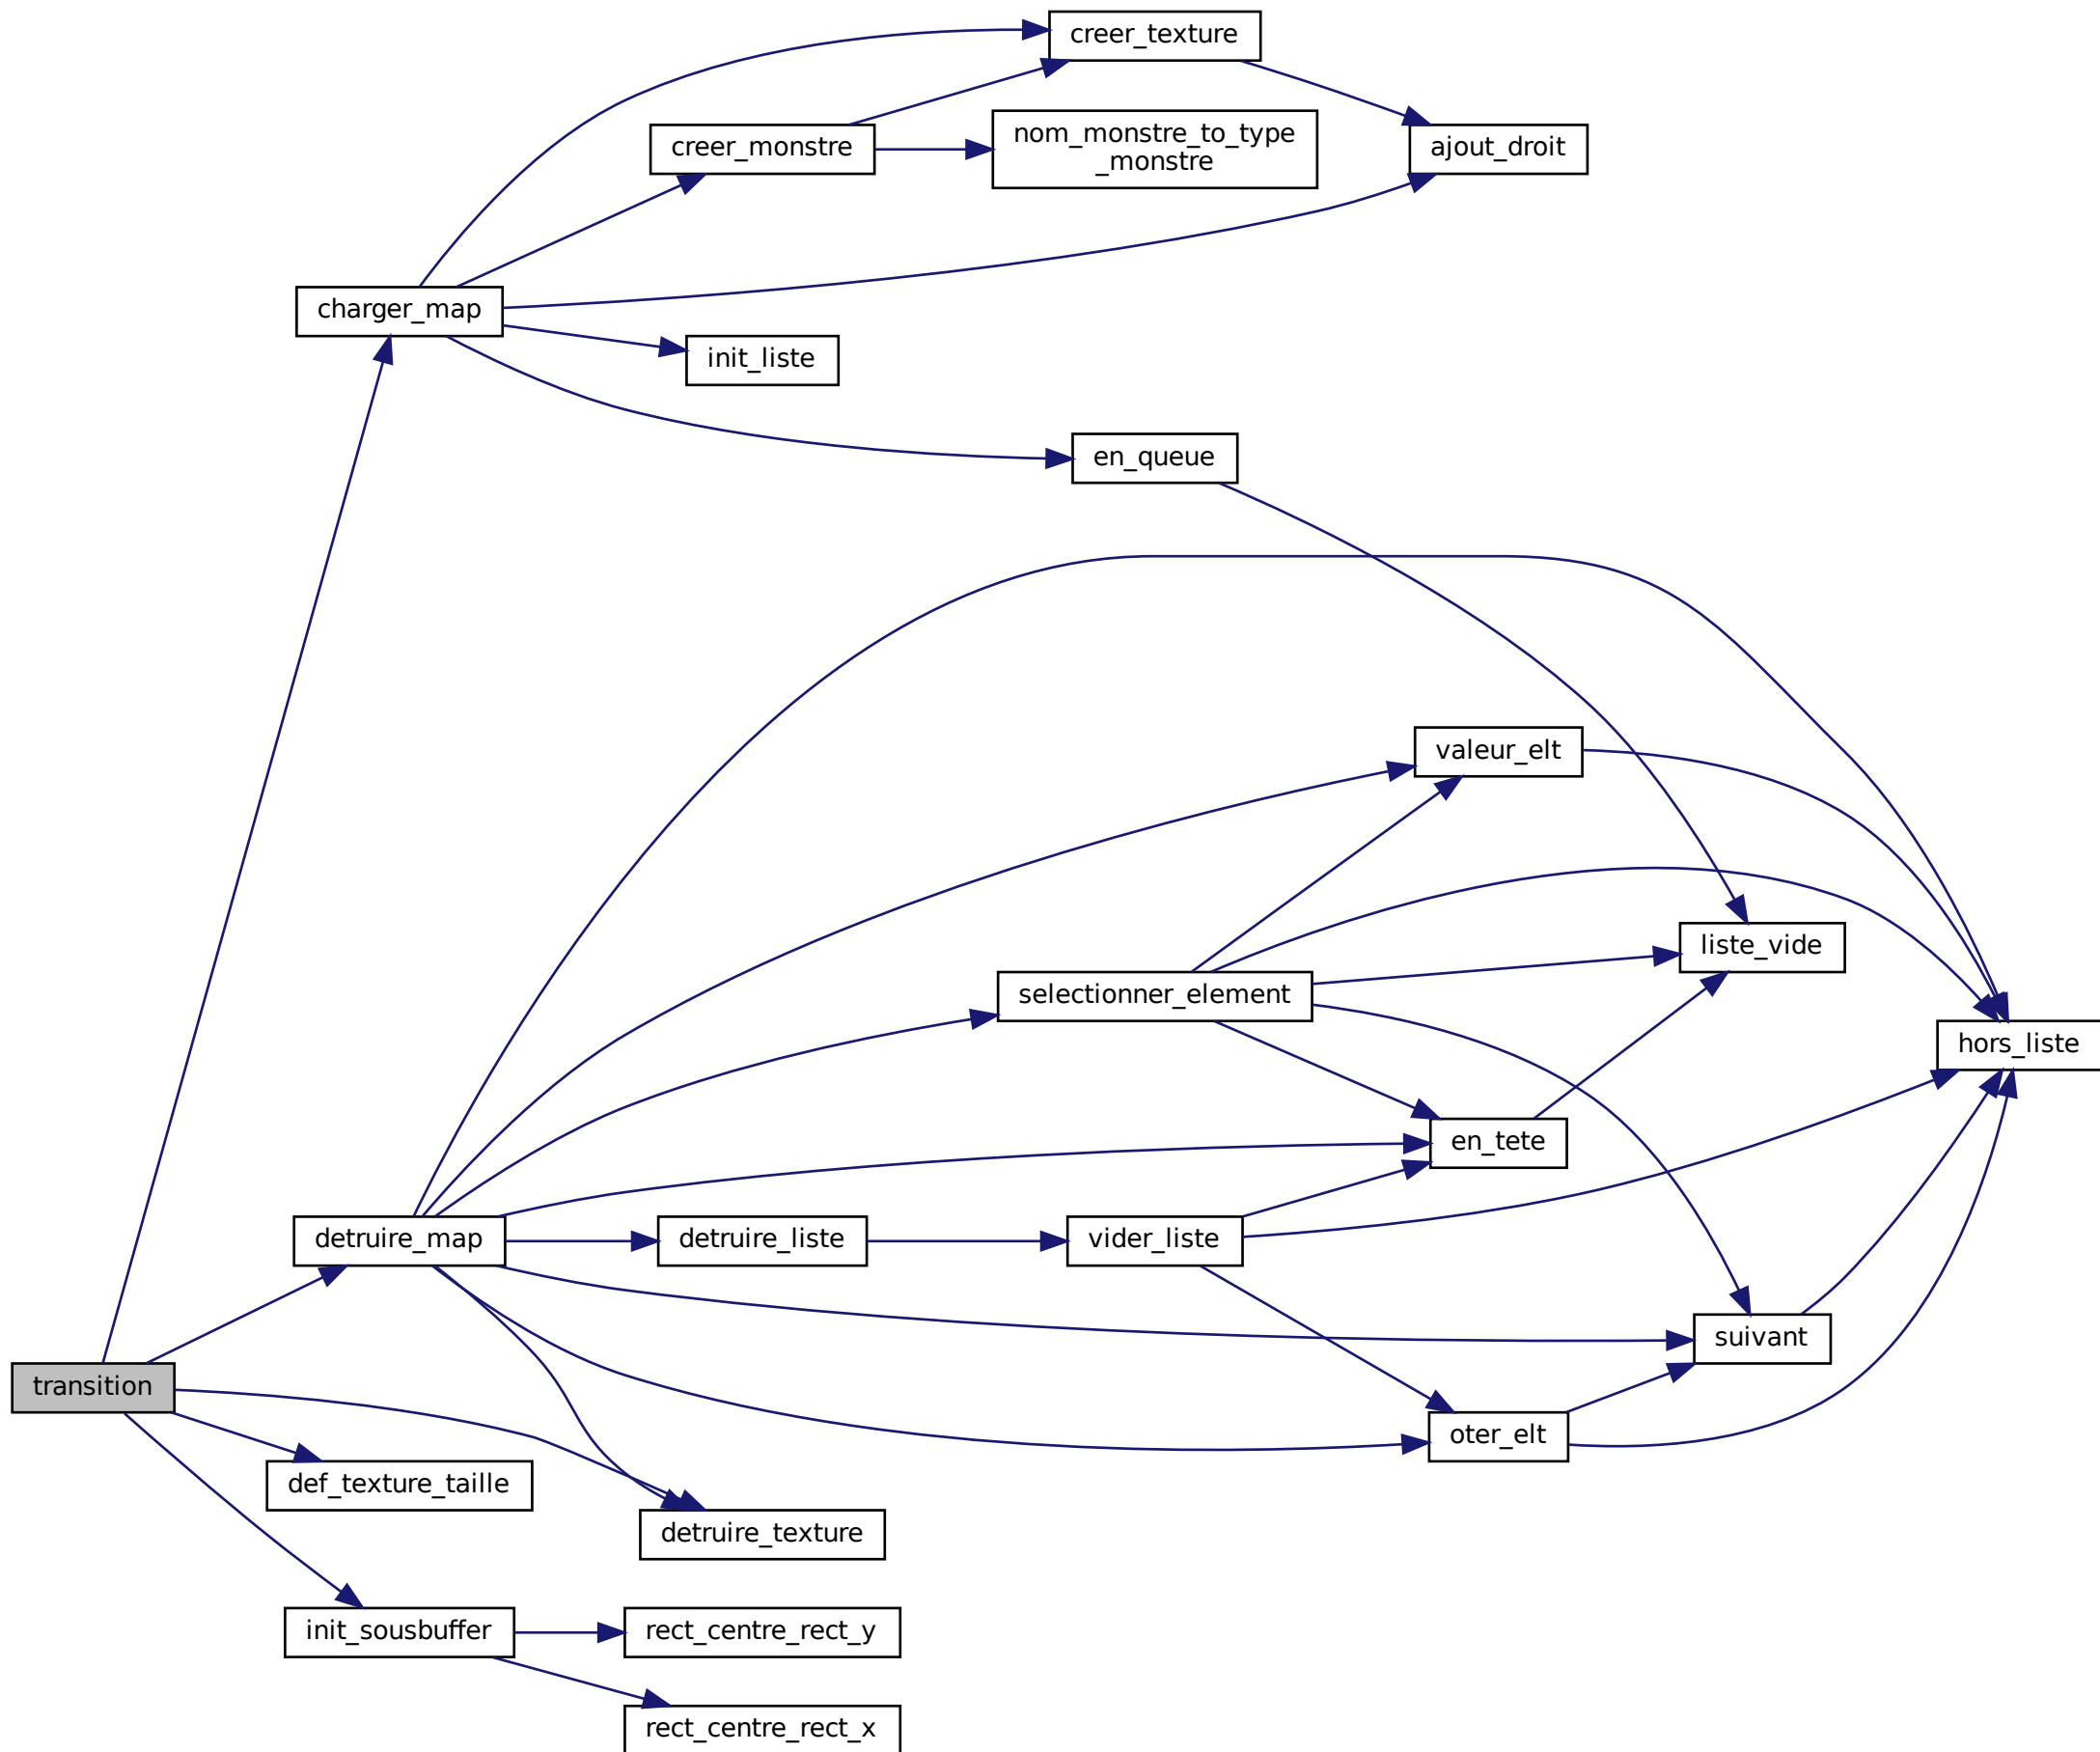 creer_texture
creer_monstre
nom_monstre_to_type
_monstre
ajout_droit
charger_map
init_liste
en_queue
valeur_elt
liste_vide
selectionner_element
hors_liste
en_tete
detruire_map
detruire_liste
vider_liste
suivant
transition
oter_elt
def_texture_taille
detruire_texture
init_sousbuffer
rect_centre_rect_y
rect_centre_rect_x